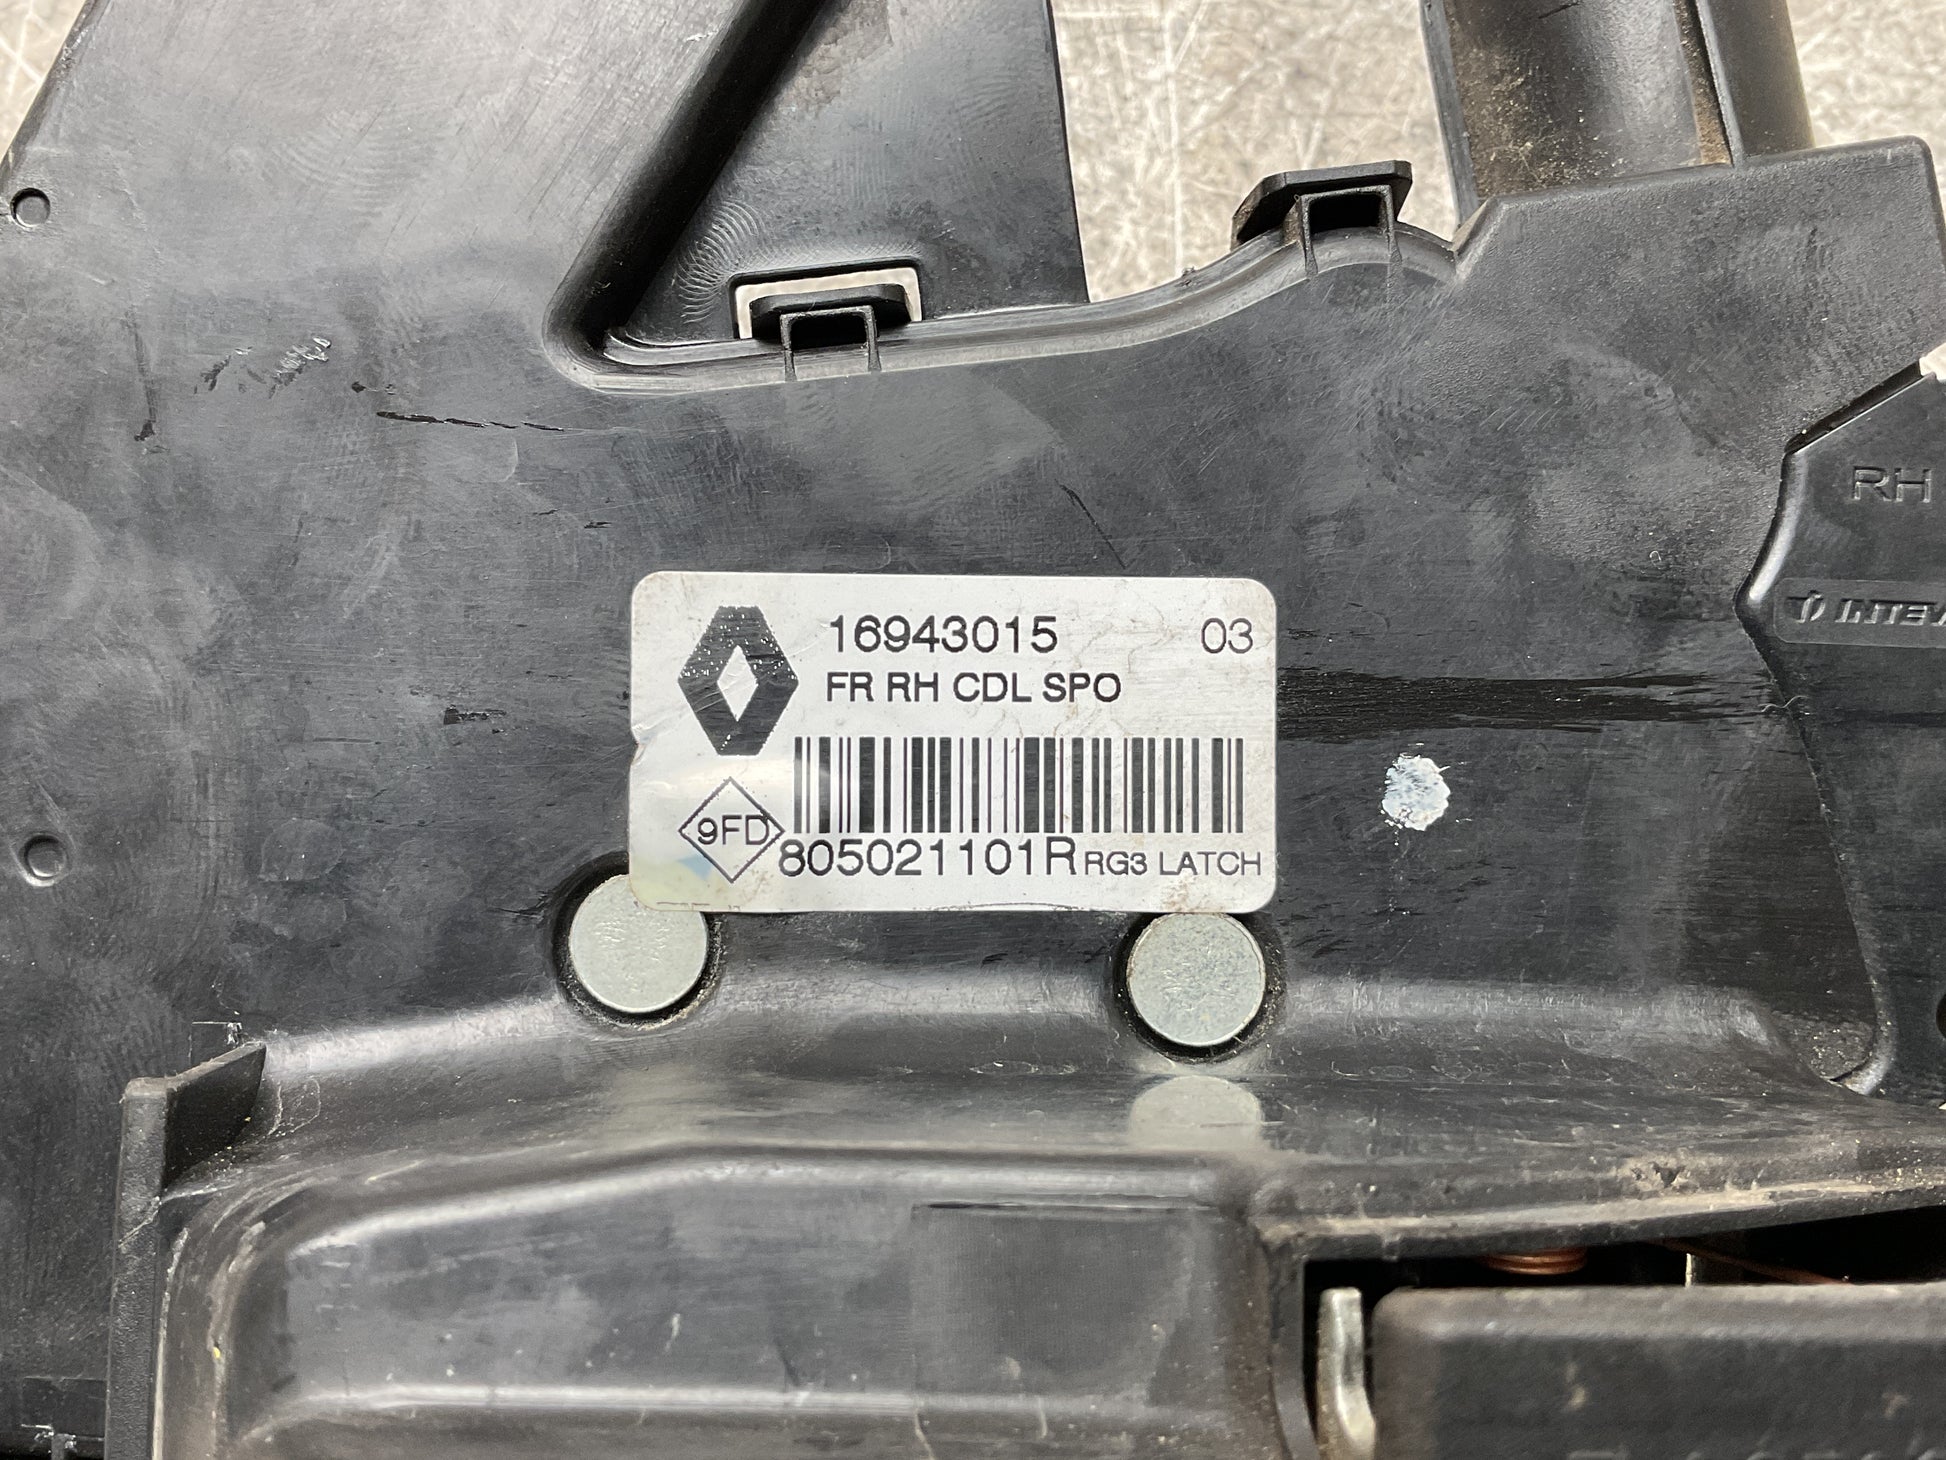 RH
16943015 03
FR RH CDL SPO
9FD
805021101R RG3 LATCH